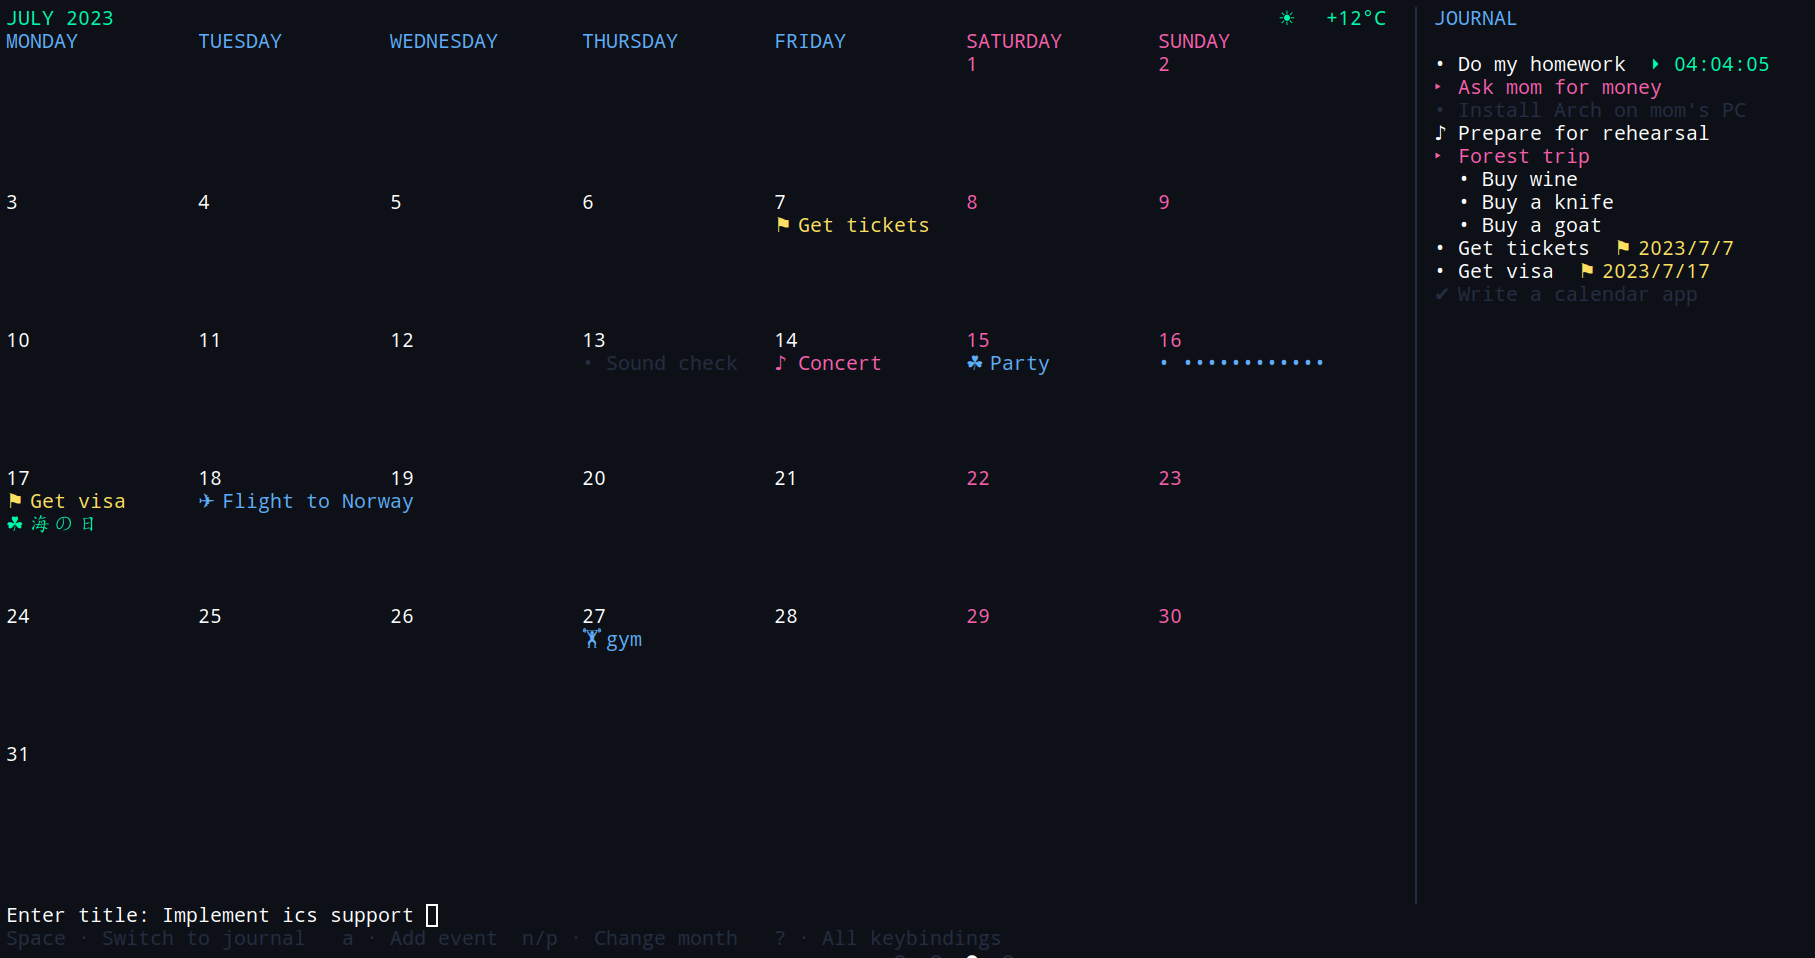 JULY 2023 ☀ +12°C
MONDAY TUESDAY WEDNESDAY THURSDAY FRIDAY SATURDAY SUNDAY
1 2
3 4 5 6 7 8 9
⚑ Get tickets
10 11 12 13 14 15 16
• Sound check ♪ Concert ☘ Party • ••••••••••••
17 18 19 20 21 22 23
⚑ Get visa ✈ Flight to Norway
☘ 海の日
24 25 26 27 28 29 30
gym
31
Enter title: Implement ics support
Space · Switch to journal a · Add event n/p · Change month ? · All keybindings
JOURNAL
• Do my homework ‣ 04:04:05
‣ Ask mom for money
• Install Arch on mom's PC
♪ Prepare for rehearsal
‣ Forest trip
• Buy wine
• Buy a knife
• Buy a goat
• Get tickets ⚑ 2023/7/7
• Get visa ⚑ 2023/7/17
✔ Write a calendar app